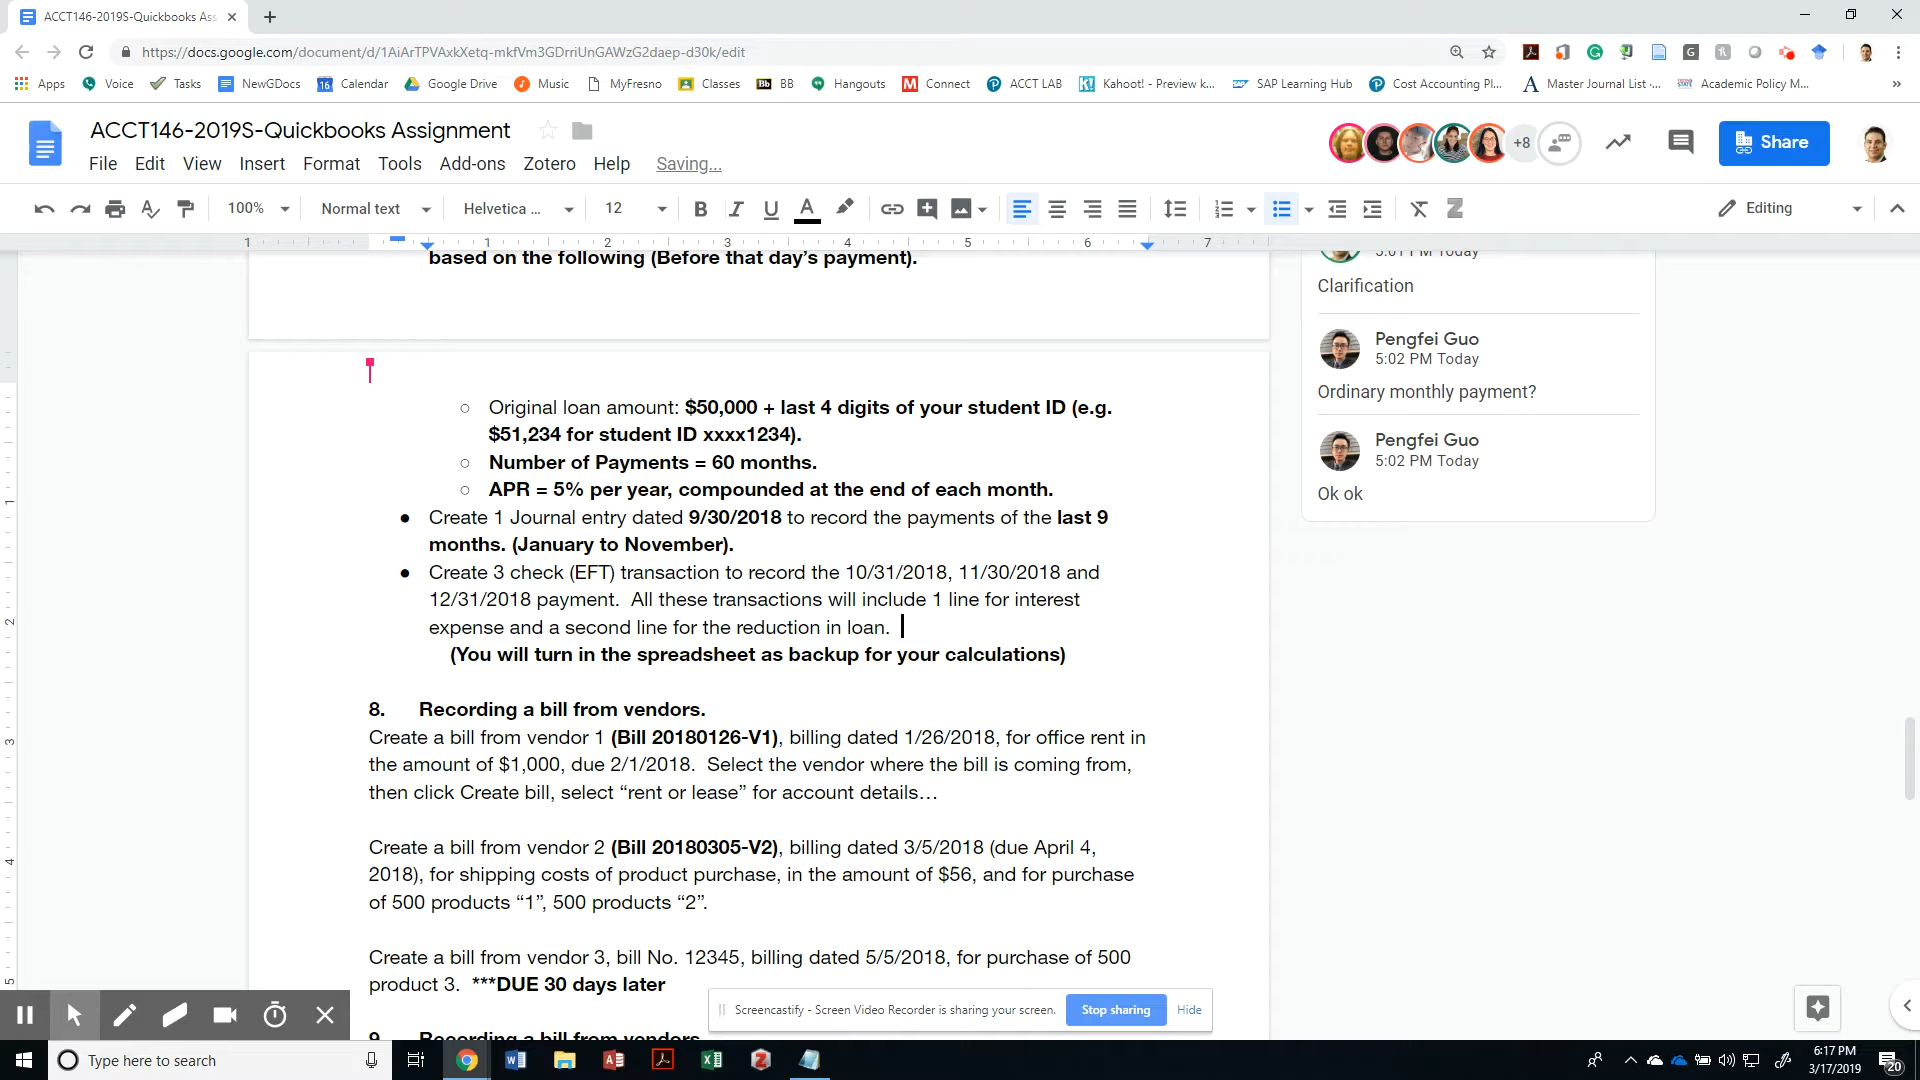 ACCT146-2019S-Quickbooks Ass
https://docs.google.com/document/d/1AiArTPVAxkXetq-mkfVm3GDrriUnGAWzG2daep-d30k/edit
Apps Voice Tasks NewGDocs Calendar Google Drive Music MyFresno Classes BB Hangouts Connect ACCT LAB Kahoot! - Preview k... SAP Learning Hub Cost Accounting Pl... Master Journal List -... Academic Policy M... »
ACCT146-2019S-Quickbooks Assignment
+8
Share
File Edit View Insert Format Tools Add-ons Zotero Help Saving...
100% Normal text Helvetica ... 12 B I U A Editing
1 1 2 3 4 5 6 7
based on the following (Before that day's payment).
○ Original loan amount: $50,000 + last 4 digits of your student ID (e.g.
$51,234 for student ID xxxx1234).
○ Number of Payments = 60 months.
○ APR = 5% per year, compounded at the end of each month.
● Create 1 Journal entry dated 9/30/2018 to record the payments of the last 9
months. (January to November).
● Create 3 check (EFT) transaction to record the 10/31/2018, 11/30/2018 and
12/31/2018 payment. All these transactions will include 1 line for interest
expense and a second line for the reduction in loan.
(You will turn in the spreadsheet as backup for your calculations)
8. Recording a bill from vendors.
Create a bill from vendor 1 (Bill 20180126-V1), billing dated 1/26/2018, for office rent in
the amount of $1,000, due 2/1/2018. Select the vendor where the bill is coming from,
then click Create bill, select “rent or lease” for account details…
Create a bill from vendor 2 (Bill 20180305-V2), billing dated 3/5/2018 (due April 4,
2018), for shipping costs of product purchase, in the amount of $56, and for purchase
of 500 products “1”, 500 products “2”.
Create a bill from vendor 3, bill No. 12345, billing dated 5/5/2018, for purchase of 500
product 3. ***DUE 30 days later
9. Recording a bill from vendors
5:01 PM Today
Clarification
Pengfei Guo
5:02 PM Today
Ordinary monthly payment?
Pengfei Guo
5:02 PM Today
Ok ok
1
2
3
4
5
Screencastify - Screen Video Recorder is sharing your screen. Stop sharing Hide
Type here to search
6:17 PM
3/17/2019
20